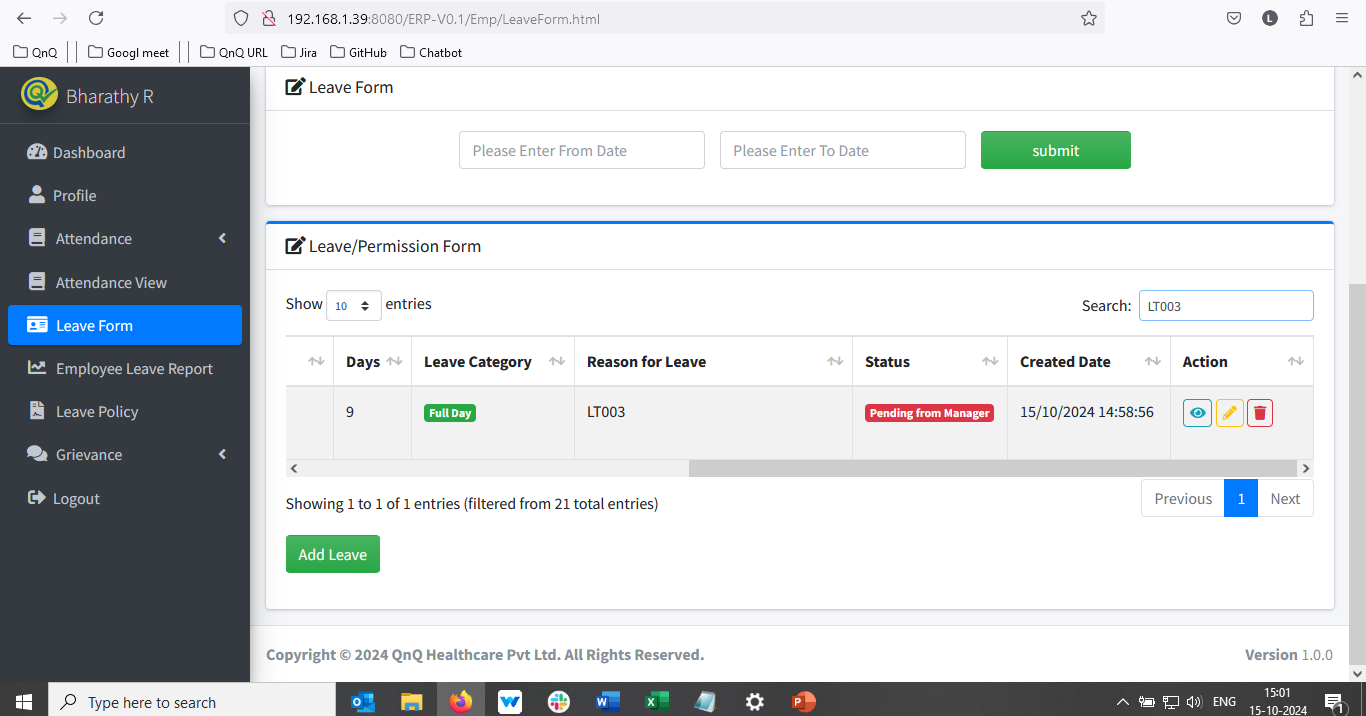 192.168.1.39:8080/ERP-V0.1/Emp/LeaveForm.html
L
QnQ
Googl meet
QnQ URL
Jira
GitHub
Chatbot
Bharathy R
Dashboard
Profile
Attendance
Attendance View
Leave Form
Employee Leave Report
Leave Policy
Grievance
Logout
Leave Form
Please Enter From Date
Please Enter To Date
submit
Leave/Permission Form
Show 10 entries
Search: LT003
Days Leave Category Reason for Leave Status Created Date Action
9 Full Day LT003 Pending from Manager 15/10/2024 14:58:56
Showing 1 to 1 of 1 entries (filtered from 21 total entries)
Previous 1 Next
Add Leave
Copyright © 2024 QnQ Healthcare Pvt Ltd. All Rights Reserved.
Version 1.0.0
Type here to search
ENG
15:01
15-10-2024
1